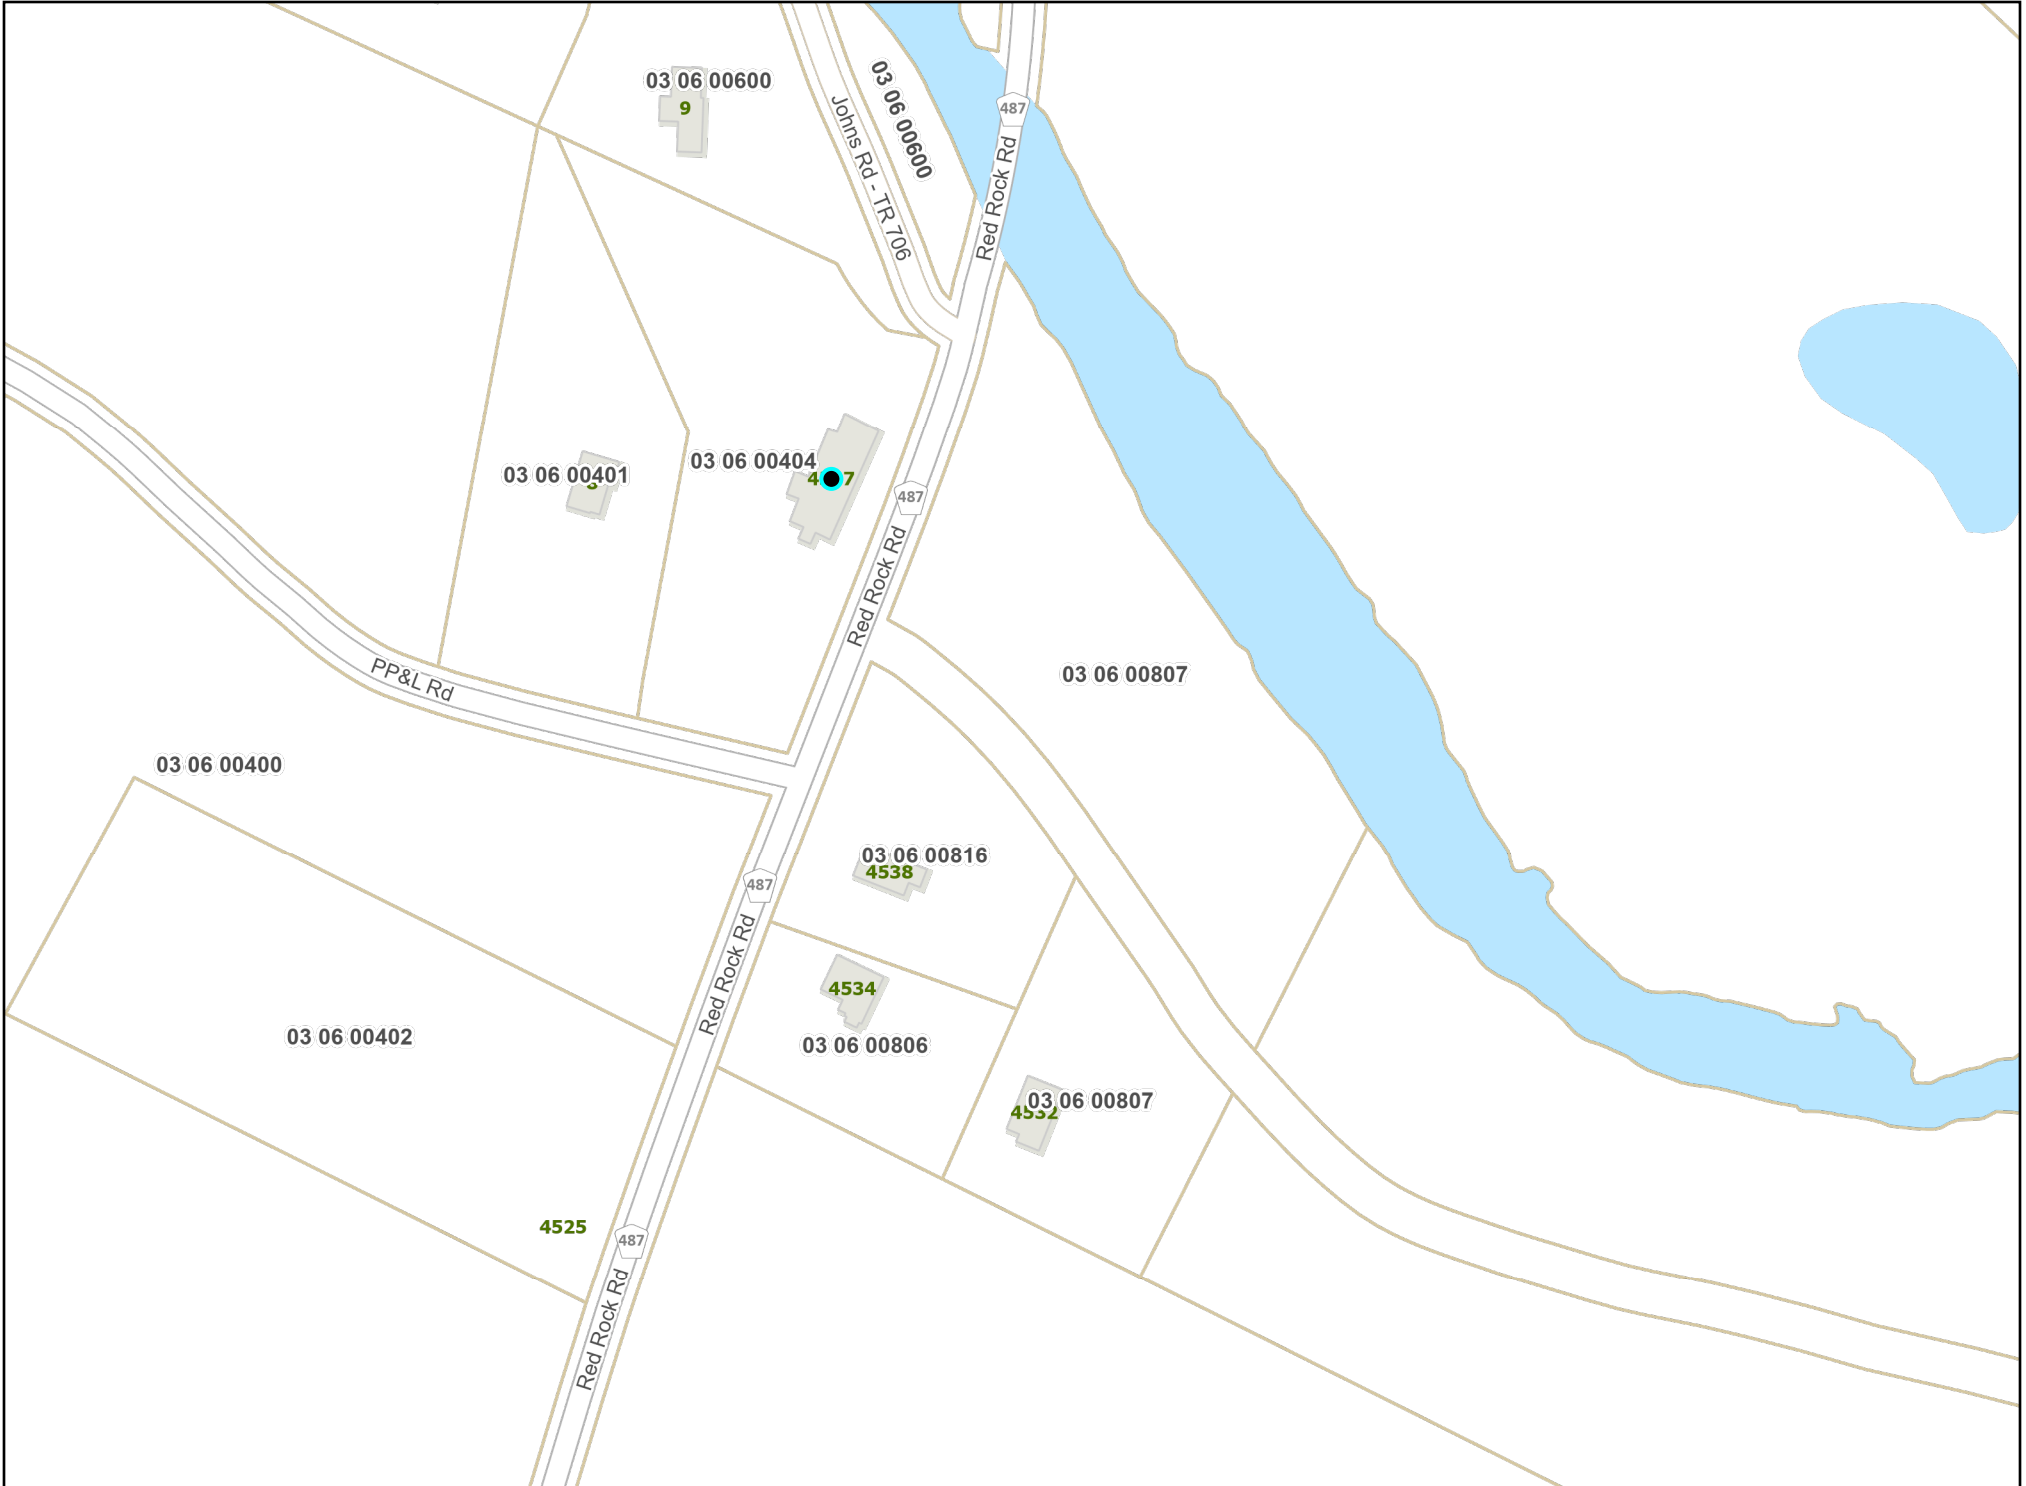 03 06 00600
9
03 06 00600
487
Johns Rd - TR 706
Red Rock Rd
03 06 00401
03 06 00404
487
Red Rock Rd
PP&L Rd
03 06 00807
03 06 00400
03 06 00816
4538
487
Red Rock Rd
4534
03 06 00402
03 06 00806
03 06 00807
4532
4525
487
Red Rock Rd